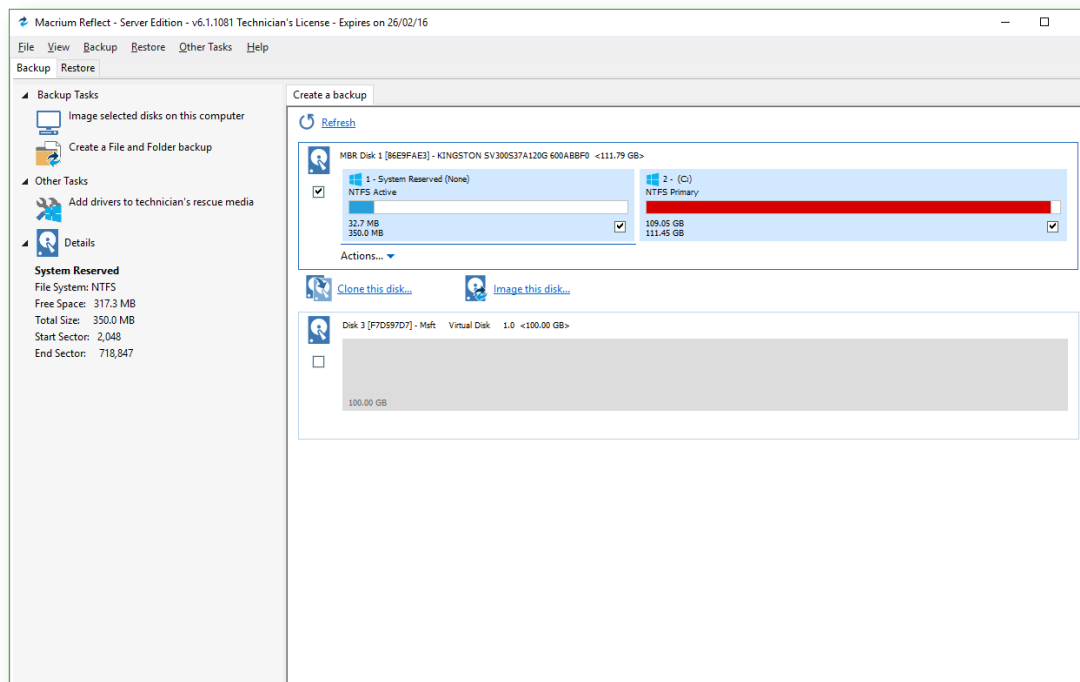 Macrium Reflect - Server Edition - v6.1.1081 Technician's License - Expires on 26/02/16
File View Backup Restore Other Tasks Help
Backup Restore
Backup Tasks
Image selected disks on this computer
Create a File and Folder backup
Other Tasks
Add drivers to technician's rescue media
Details
System Reserved
File System: NTFS
Free Space: 317.3 MB
Total Size: 350.0 MB
Start Sector: 2,048
End Sector: 718,847
Create a backup
Refresh
MBR Disk 1 [86E9FAE3] - KINGSTON SV300S37A120G 600ABBF0 <111.79 GB>
1 - System Reserved (None)
NTFS Active
32.7 MB
350.0 MB
2 - (C:)
NTFS Primary
109.05 GB
111.45 GB
Actions...
Clone this disk...
Image this disk...
Disk 3 [F7D597D7] - Msft Virtual Disk 1.0 <100.00 GB>
100.00 GB